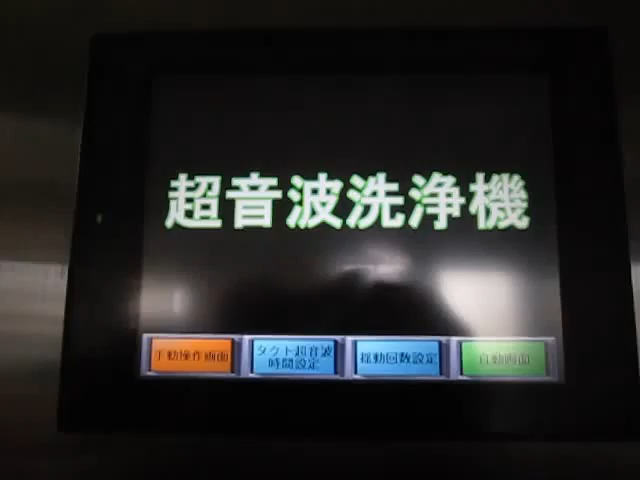 超音波洗浄機
手動操作画面
タクト超音波
時間設定
揺動回数設定
自動画面